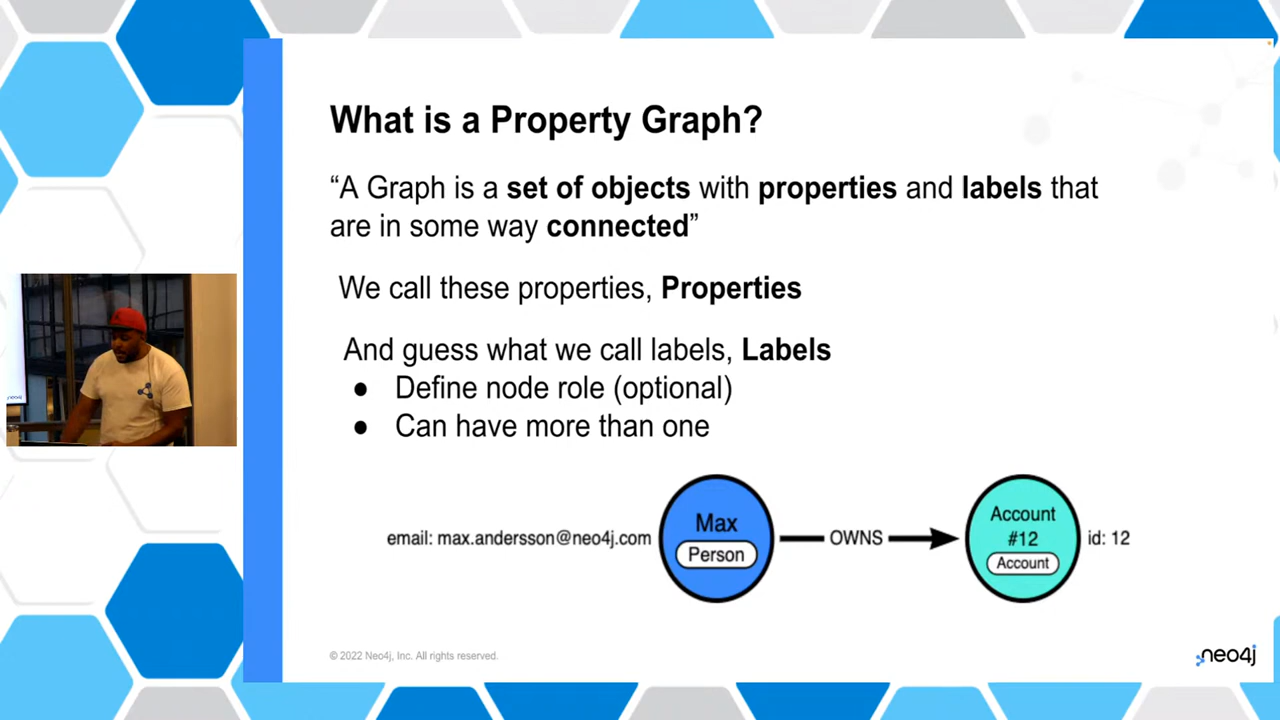 What is a Property Graph?
“A Graph is a set of objects with properties and labels that
are in some way connected”
We call these properties, Properties
And guess what we call labels, Labels
● Define node role (optional)
● Can have more than one
email: max.andersson@neo4j.com
Max
Person
OWNS
Account
#12
Account
id: 12
© 2022 Neo4j, Inc. All rights reserved.
neo4j
neo4j